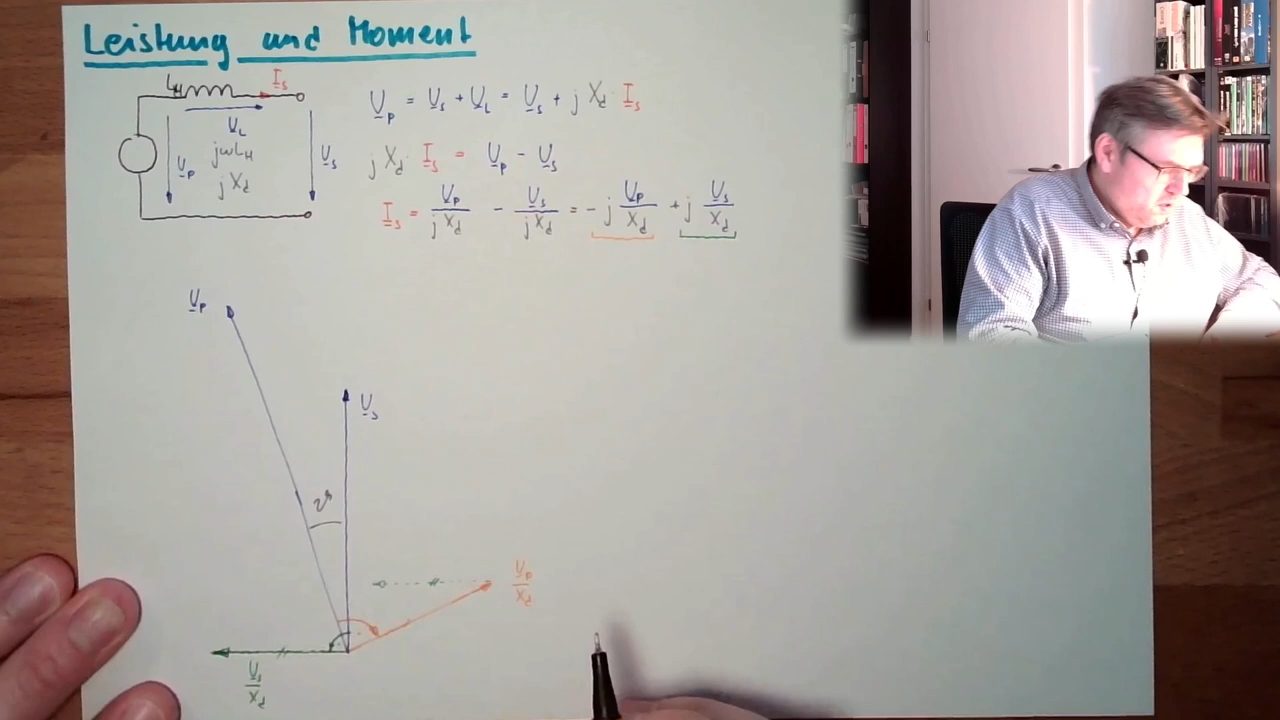 Leistung und Moment
L_H I_s
U_L
U_p jωL_H U_s
jX_d
U_p = U_s + U_L = U_s + j X_d I_s
j X_d I_s = U_p - U_s
I_s = U_p/(j X_d) - U_s/(j X_d) = -j U_p/X_d + j U_s/X_d
U_p
U_s
ϑ
U_p/X_d
U_s/X_d